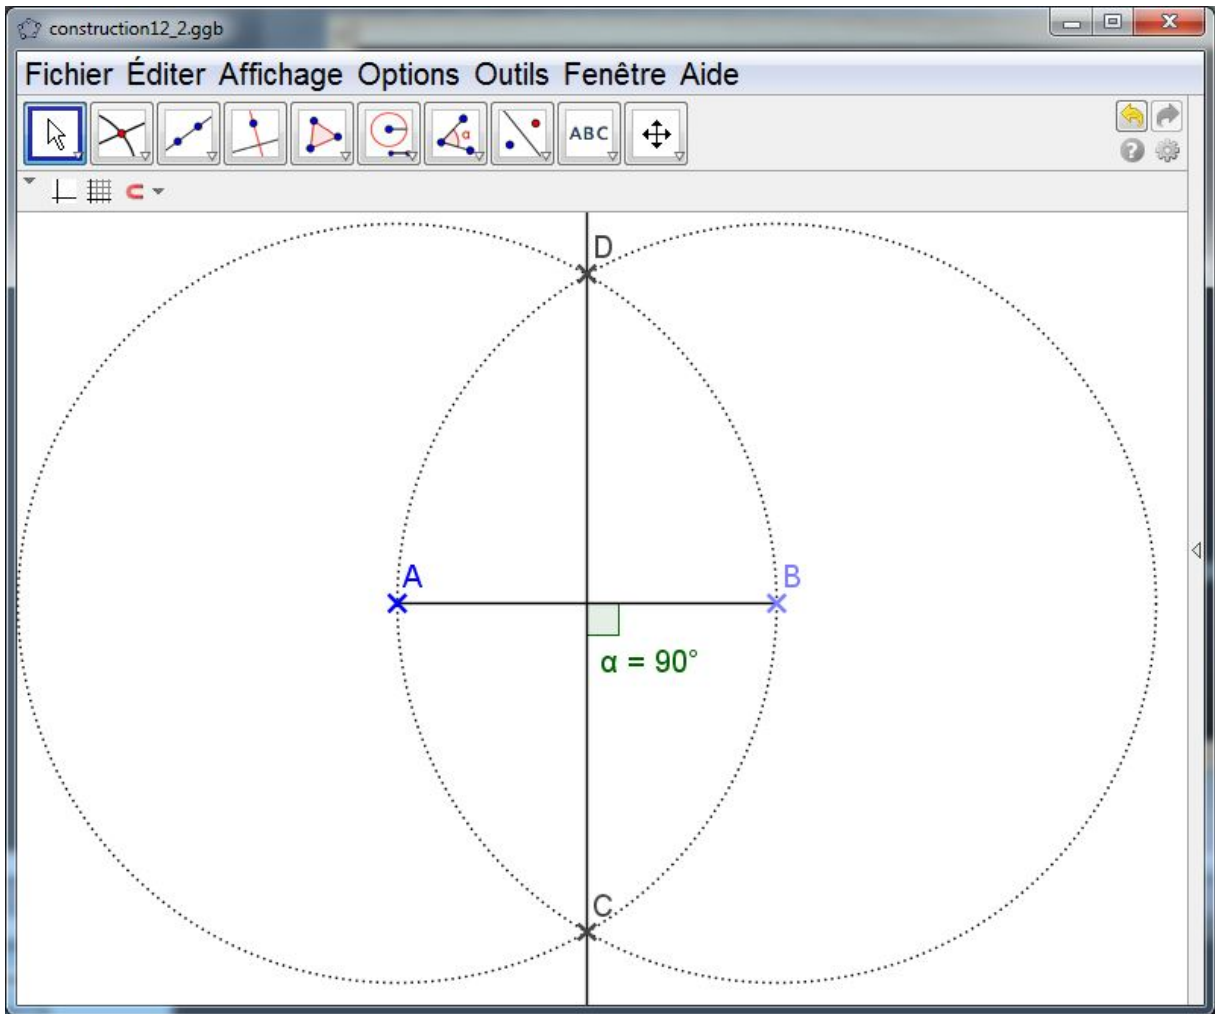 construction12_2.ggb
Fichier Éditer Affichage Options Outils Fenêtre Aide
α ABC
D
A B
α = 90°
C